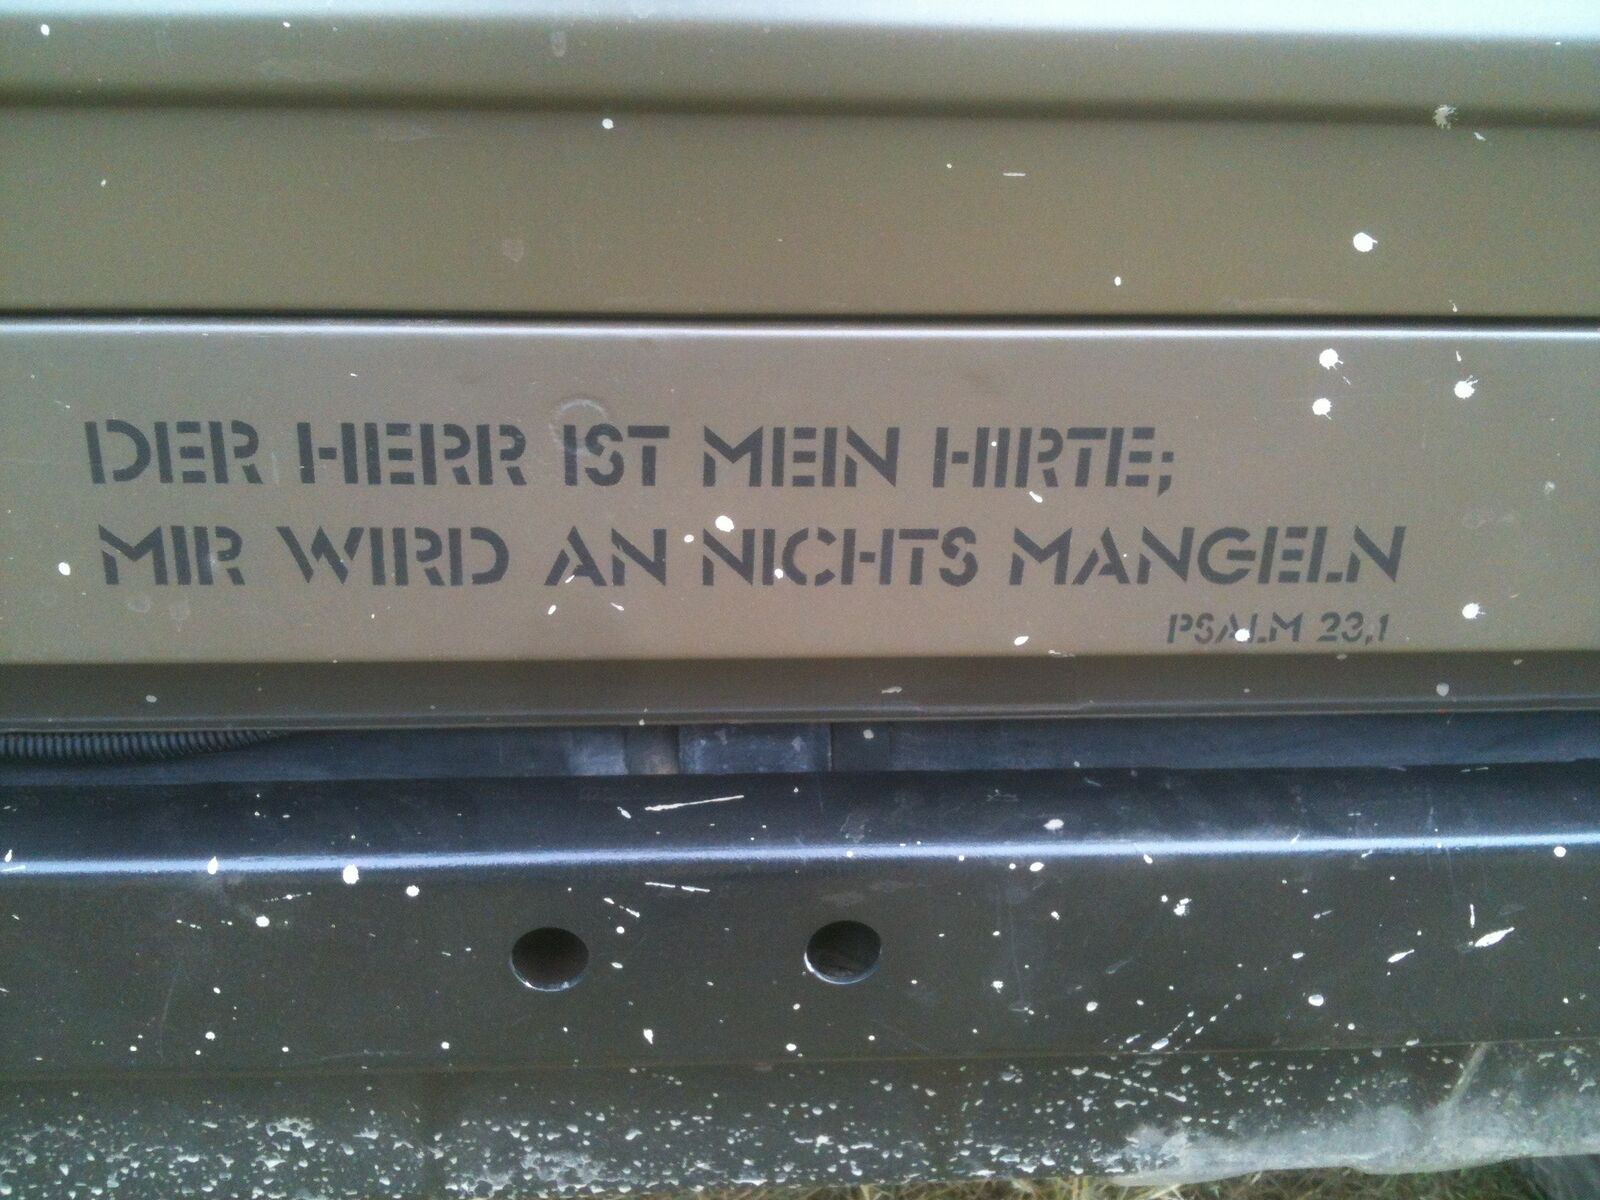 DER HERR IST MEIN HIRTE;
MIR WIRD AN NICHTS MANGELN
PSALM 23,1